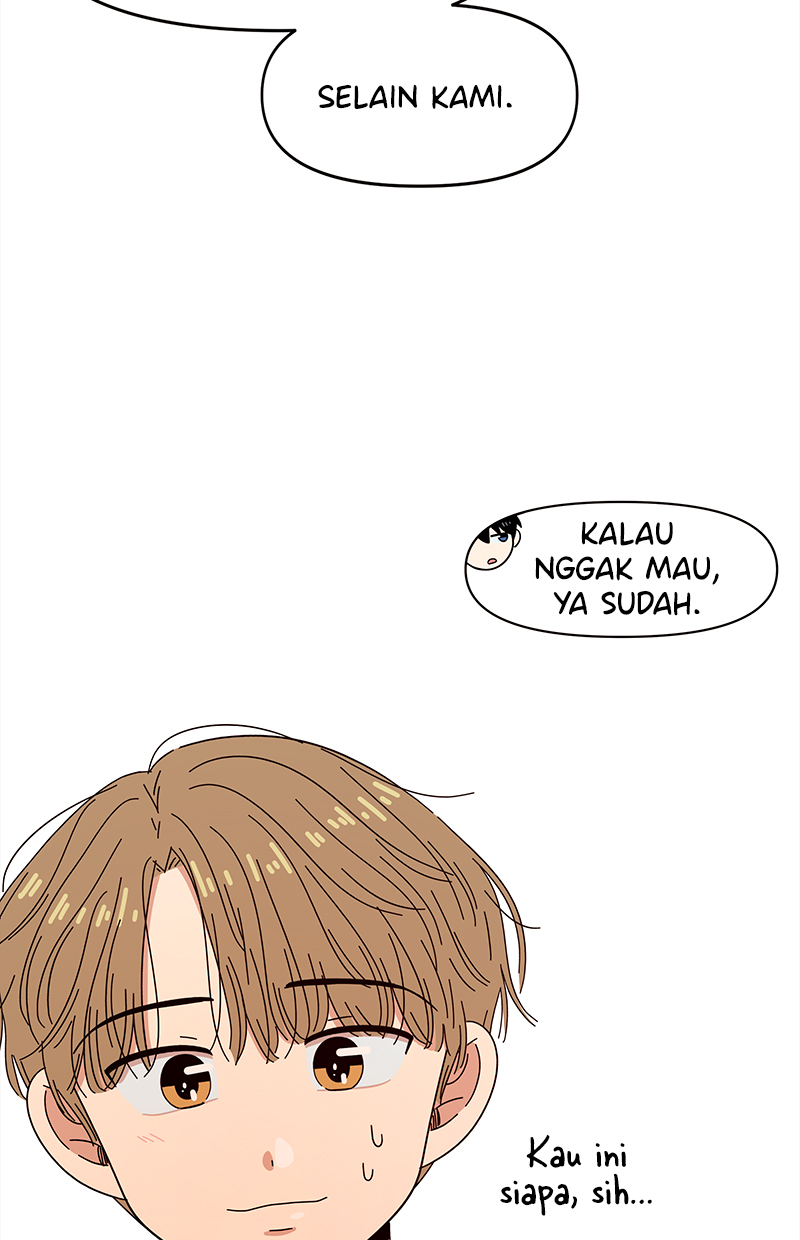 SELAIN KAMI.
KALAU
NGGAK MAU,
YA SUDAH.
Kau ini
siapa, sih...